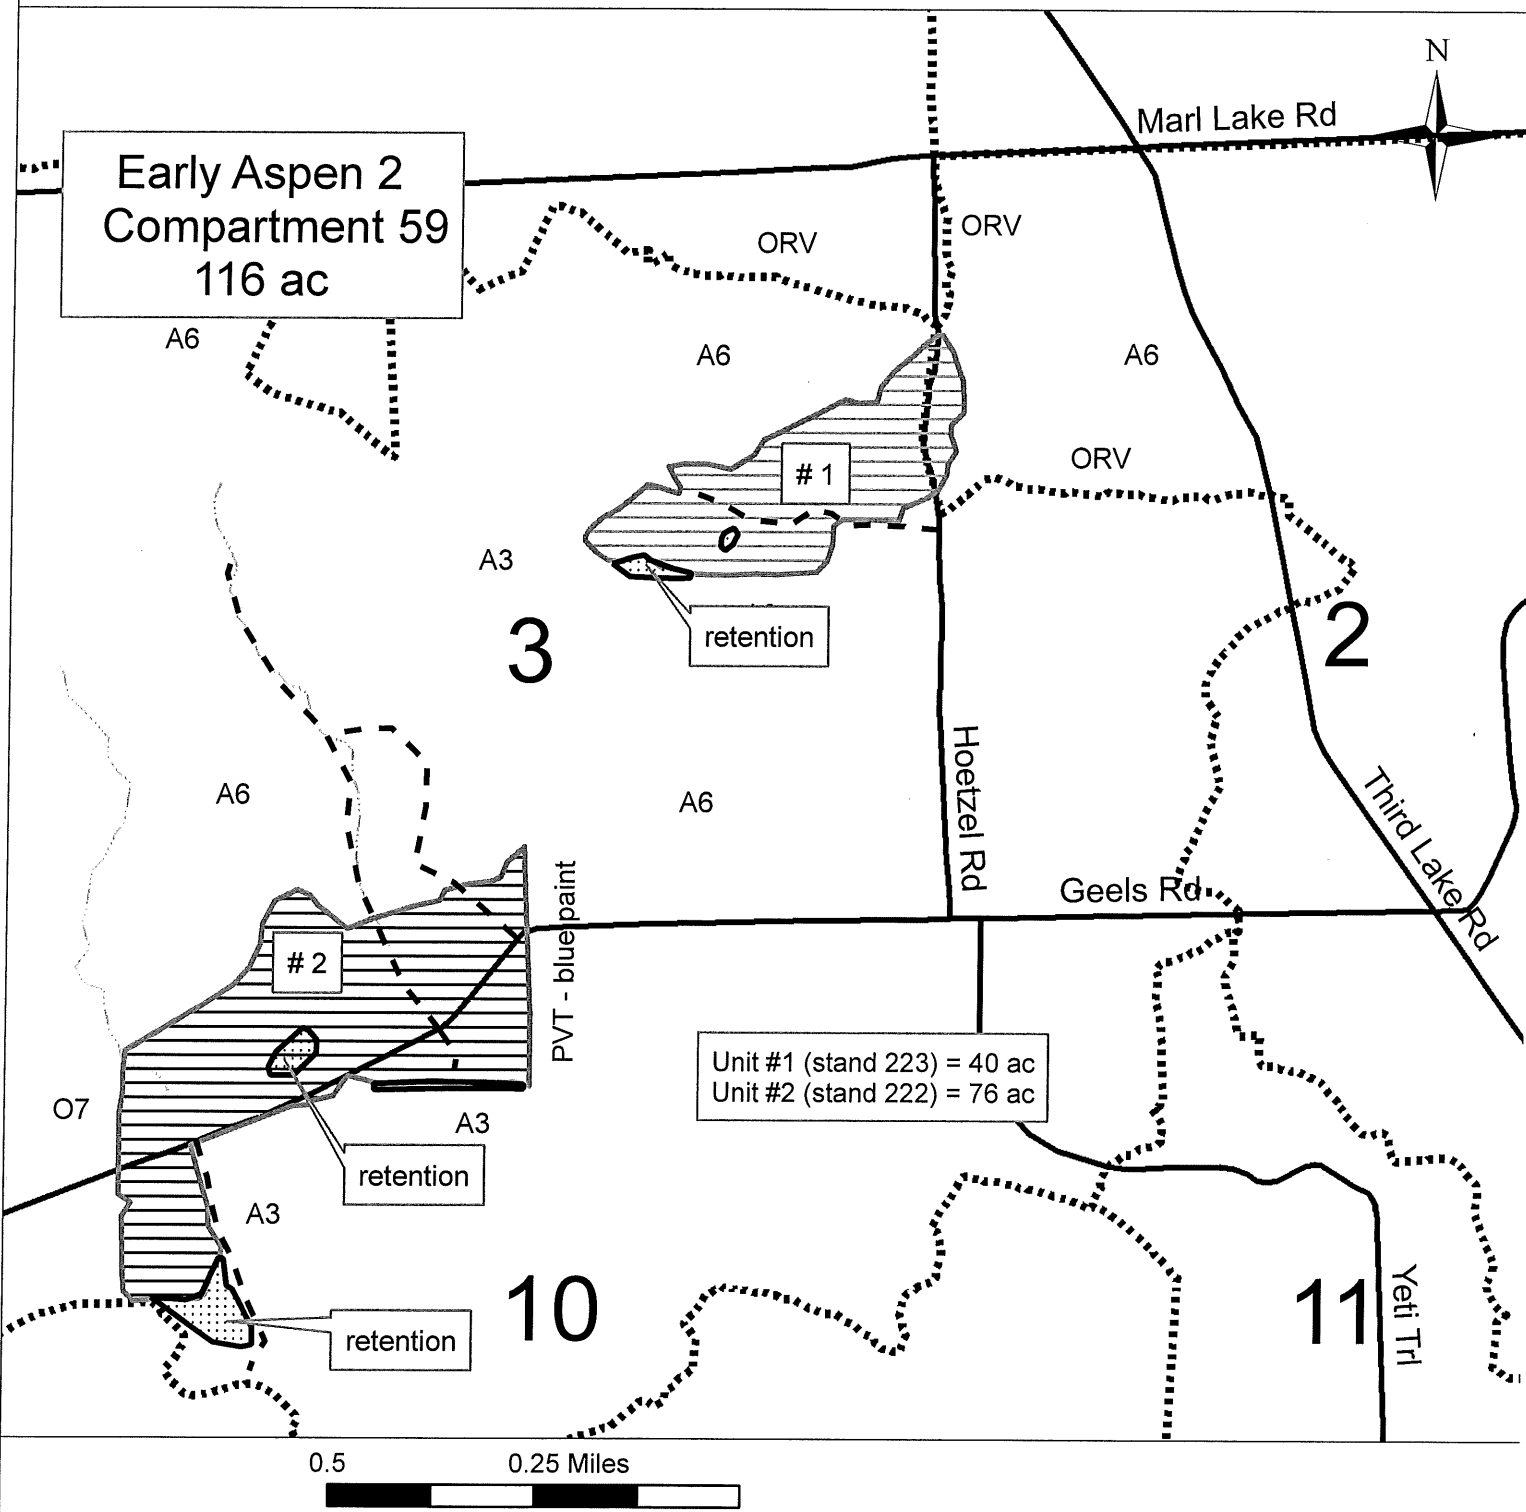 N
Marl Lake Rd
Early Aspen 2
Compartment 59
116 ac
ORV
ORV
A6
A6
A6
ORV
# 1
A3
retention
3
2
Hoetzel Rd
Third Lake Rd
A6
A6
Geels Rd
PVT - blue paint
# 2
Unit #1 (stand 223) = 40 ac
Unit #2 (stand 222) = 76 ac
O7
A3
retention
A3
10
11
Yeti Trl
retention
0.5
0.25 Miles